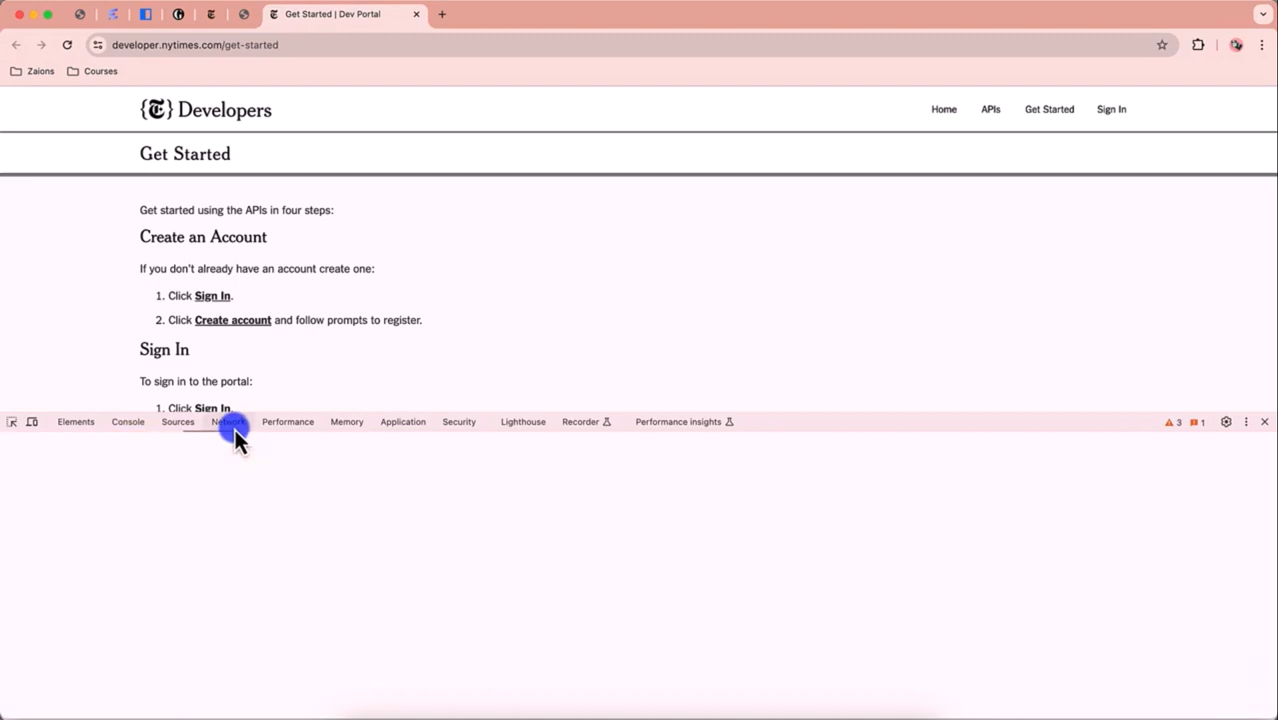 Get Started | Dev Portal
developer.nytimes.com/get-started
Zaions Courses
{T} Developers Home APIs Get Started Sign In
Get Started
Get started using the APIs in four steps:
Create an Account
If you don't already have an account create one:
1. Click Sign In.
2. Click Create account and follow prompts to register.
Sign In
To sign in to the portal:
1. Click Sign In.
Elements Console Sources Network Performance Memory Application Security Lighthouse Recorder Performance insights 3 1